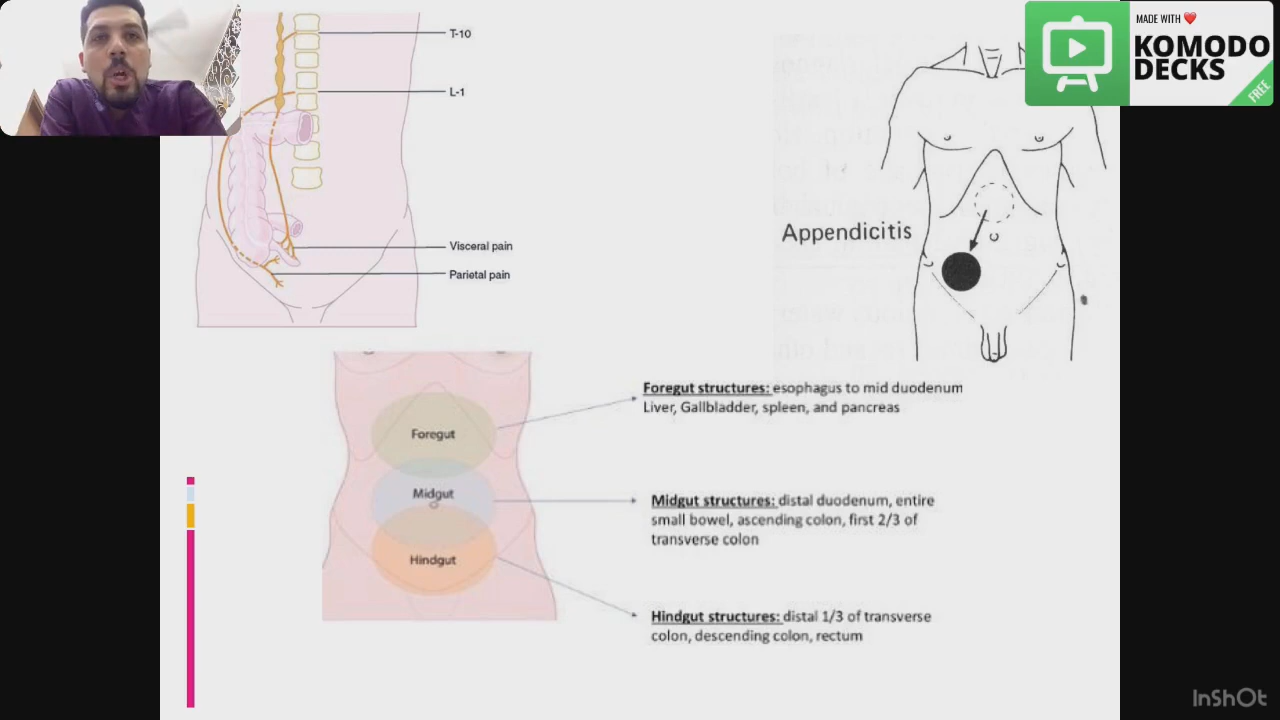 T-10
L-1
Visceral pain
Parietal pain
MADE WITH
KOMODO
DECKS
FREE
Appendicitis
Foregut
Midgut
Hindgut
Foregut structures: esophagus to mid duodenum
Liver, Gallbladder, spleen, and pancreas
Midgut structures: distal duodenum, entire
small bowel, ascending colon, first 2/3 of
transverse colon
Hindgut structures: distal 1/3 of transverse
colon, descending colon, rectum
InShOt